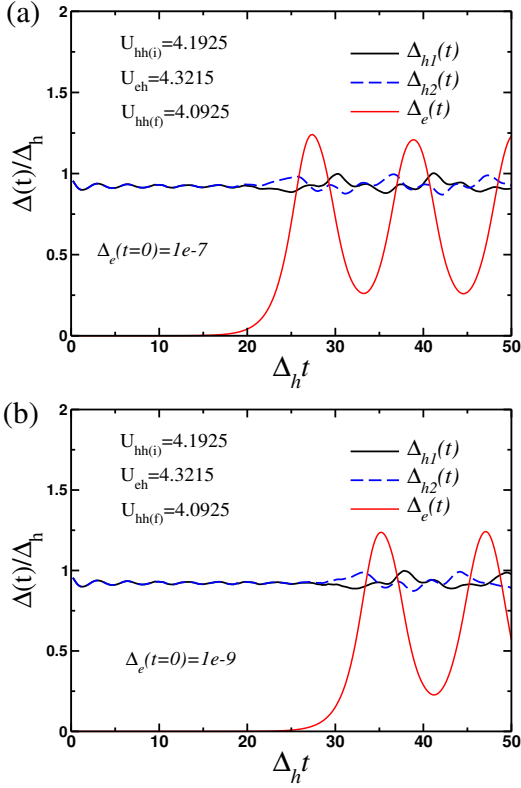 (a)
2
U_hh(i)=4.1925
Δ_h1(t)
U_eh=4.3215
Δ_h2(t)
1.5
U_hh(f)=4.0925
Δ_e(t)
Δ(t)/Δ_h
1
0.5
Δ_e(t=0)=1e-7
0
0 10 20 30 40 50
Δ_h t
(b)
2
U_hh(i)=4.1925
Δ_h1(t)
U_eh=4.3215
Δ_h2(t)
1.5
U_hh(f)=4.0925
Δ_e(t)
Δ(t)/Δ_h
1
0.5
Δ_e(t=0)=1e-9
0
0 10 20 30 40 50
Δ_h t